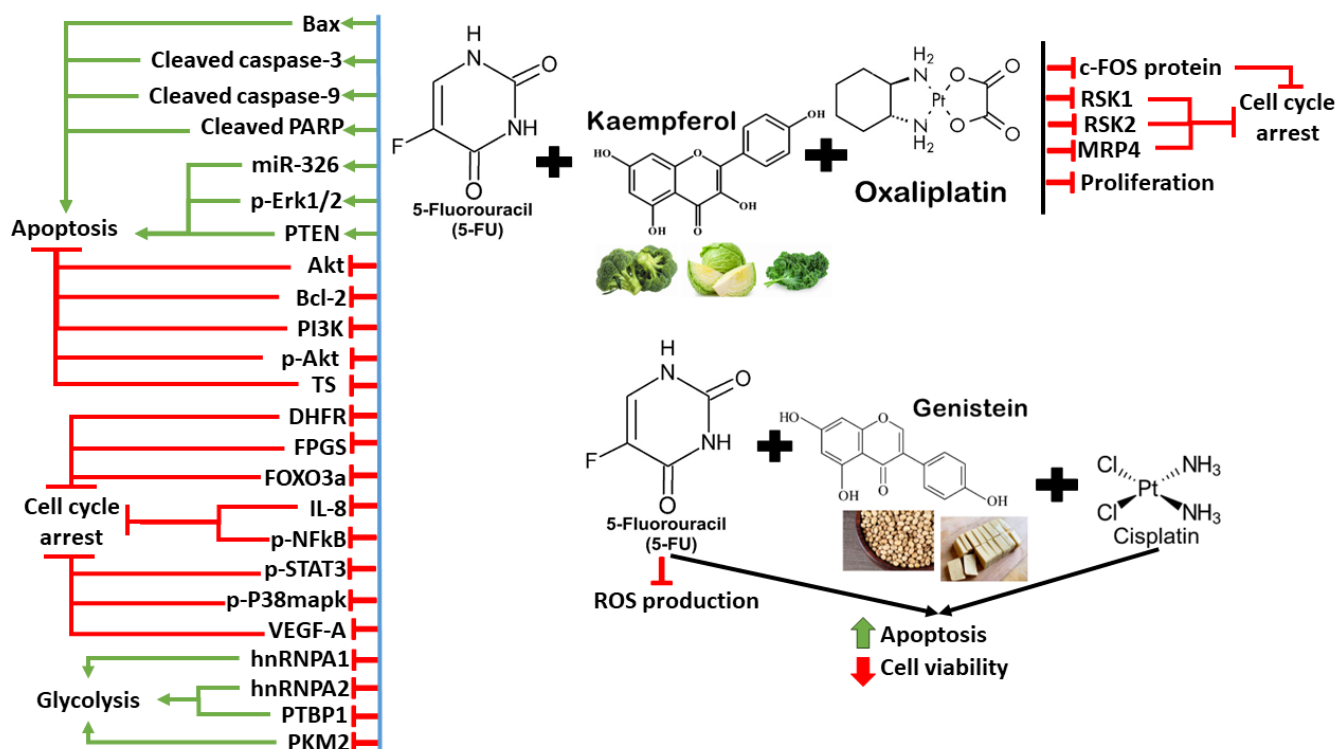 Bax
Cleaved caspase-3
Cleaved caspase-9
Cleaved PARP
miR-326
p-Erk1/2
PTEN
Apoptosis
Akt
Bcl-2
PI3K
p-Akt
TS
DHFR
FPGS
FOXO3a
Cell cycle
arrest
IL-8
p-NFkB
p-STAT3
p-P38mapk
VEGF-A
hnRNPA1
hnRNPA2
Glycolysis
PTBP1
PKM2
H
N
O
NH
F
O
5-Fluorouracil
(5-FU)
Kaempferol
OH
HO
O
OH
OH
O
H2
N
O
O
Pt
N
H2
O
O
Oxaliplatin
c-FOS protein
RSK1
RSK2
MRP4
Proliferation
Cell cycle
arrest
H
N
O
NH
F
O
5-Fluorouracil
(5-FU)
ROS production
Genistein
HO
O
OH
O
OH
Cl
NH3
Pt
Cl
NH3
Cisplatin
Apoptosis
Cell viability